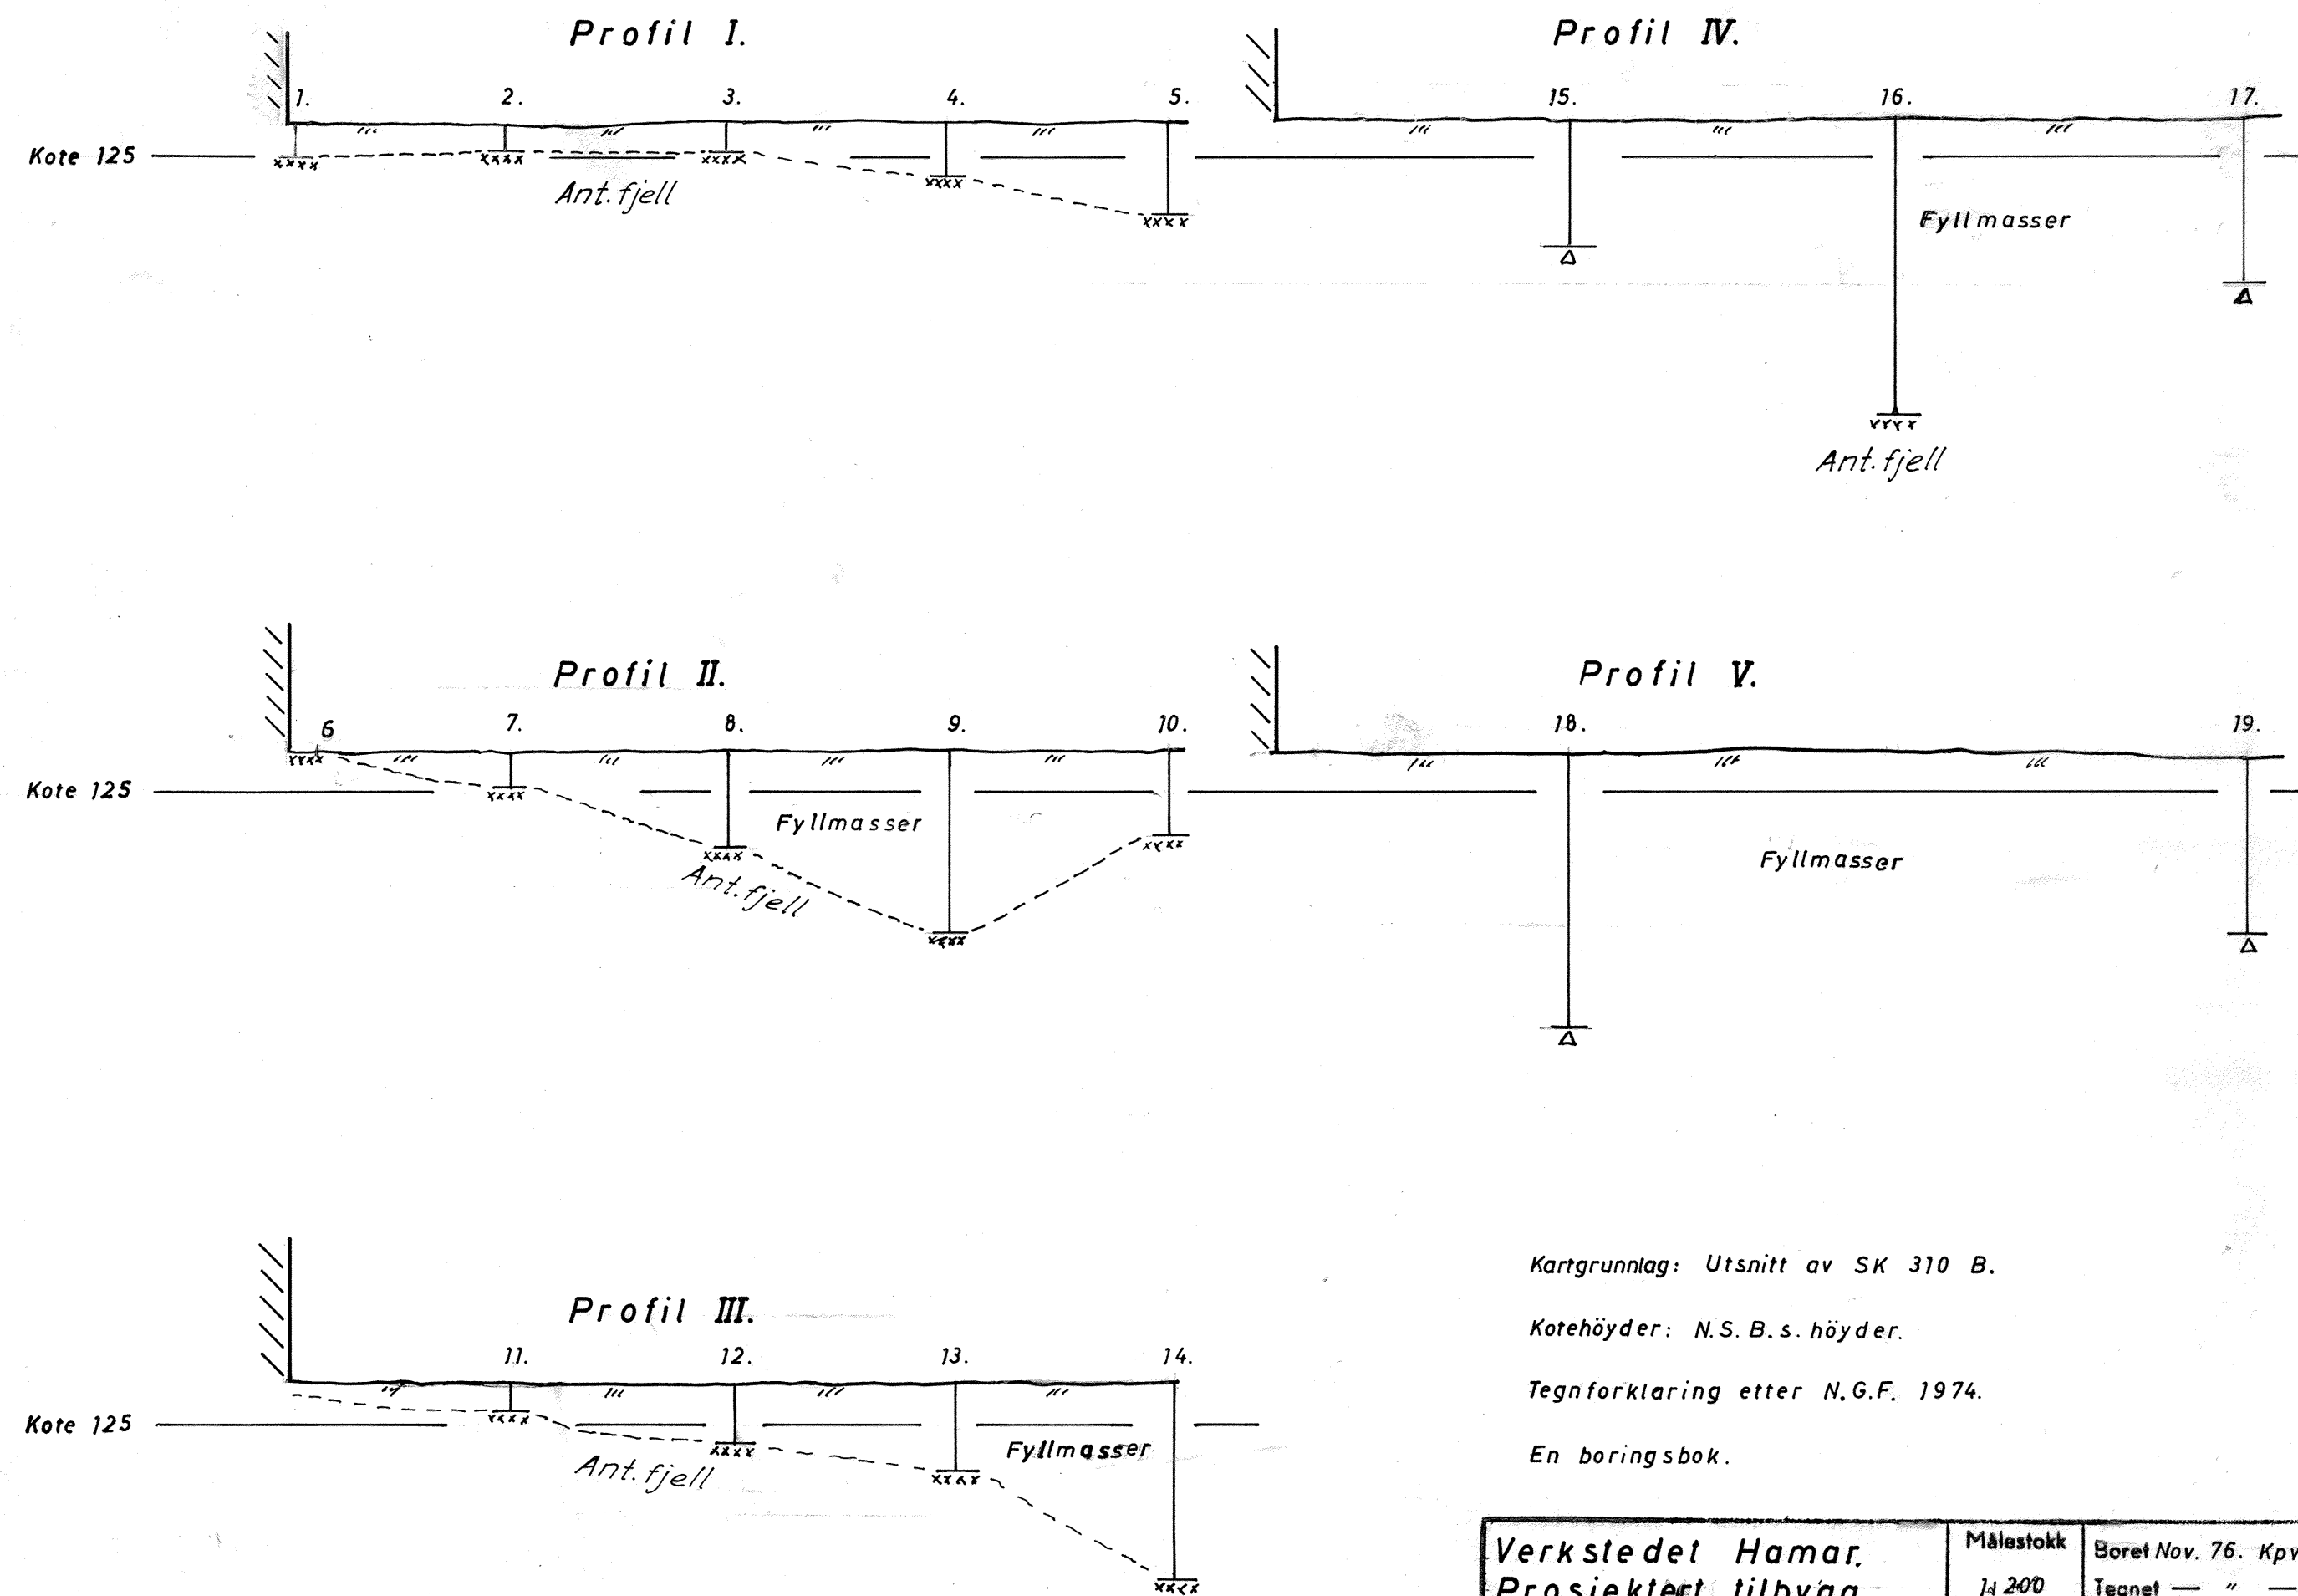 Profil I.
1. 2. 3. 4. 5.
Kote 125
Ant. fjell
Profil IV.
15. 16. 17.
Fyllmasser
Ant. fjell
Profil II.
6 7. 8. 9. 10.
Kote 125
Fyllmasser
Ant. fjell
Profil V.
18. 19.
Fyllmasser
Profil III.
11. 12. 13. 14.
Kote 125
Fyllmasser
Ant. fjell
Kartgrunnlag: Utsnitt av SK 310 B.
Kotehöyder: N.S.B.s. höyder.
Tegnforklaring etter N.G.F. 1974.
En boringsbok.
Verkstedet Hamar.
Prosjektert tilbygg
Målestokk
1:200
Boret Nov. 76. Kpv
Tegnet — " —